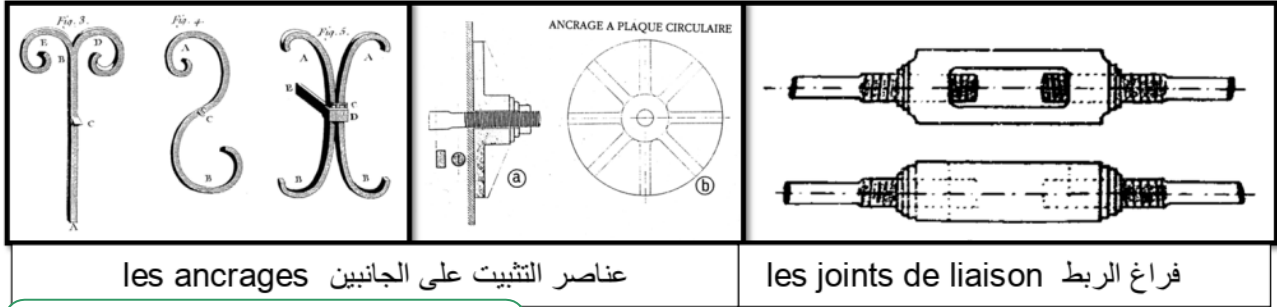 Fig. 3.
E
D
B
C
A
Fig. 4.
A
C
B
Fig. 5.
A
A
E
C
D
B
B
ANCRAGE A PLAQUE CIRCULAIRE
a
b
les ancrages عناصر التثبيت على الجانبين
les joints de liaison فراغ الربط